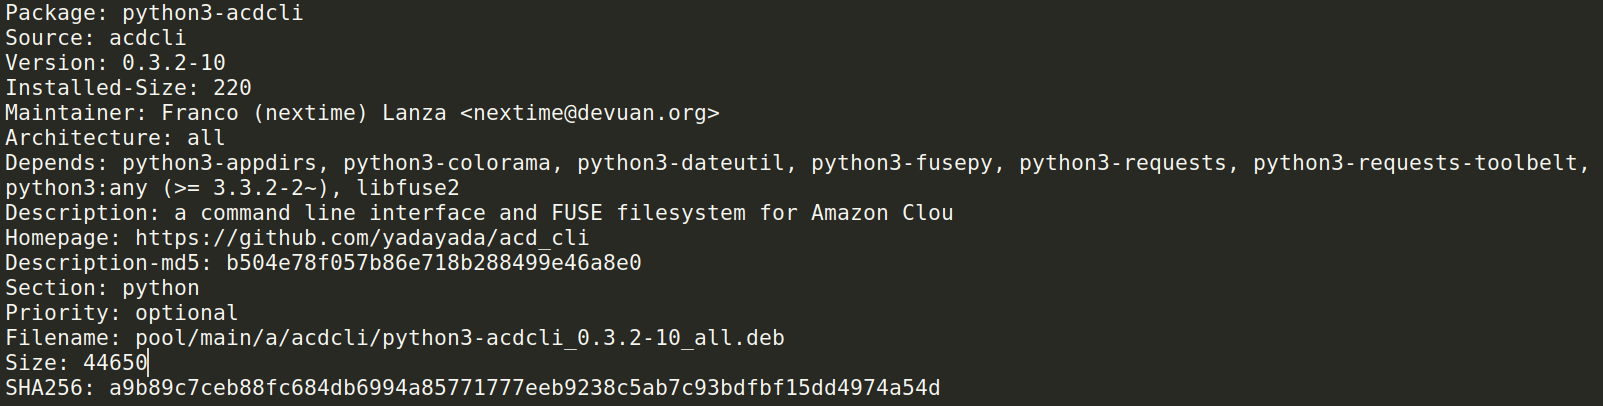 Package: python3-acdcli
Source: acdcli
Version: 0.3.2-10
Installed-Size: 220
Maintainer: Franco (nextime) Lanza <nextime@devuan.org>
Architecture: all
Depends: python3-appdirs, python3-colorama, python3-dateutil, python3-fusepy, python3-requests, python3-requests-toolbelt,
python3:any (>= 3.3.2-2~), libfuse2
Description: a command line interface and FUSE filesystem for Amazon Clou
Homepage: https://github.com/yadayada/acd_cli
Description-md5: b504e78f057b86e718b288499e46a8e0
Section: python
Priority: optional
Filename: pool/main/a/acdcli/python3-acdcli_0.3.2-10_all.deb
Size: 44650
SHA256: a9b89c7ceb88fc684db6994a85771777eeb9238c5ab7c93bdfbf15dd4974a54d